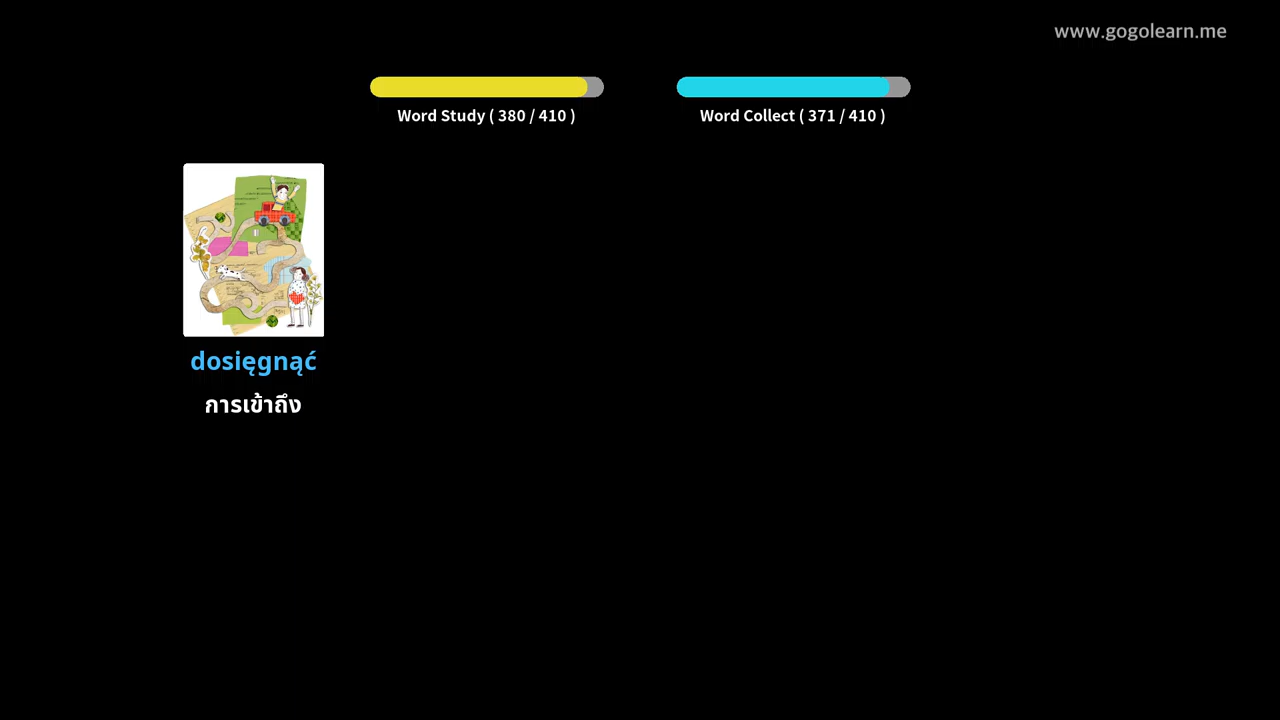 www.gogolearn.me
Word Study ( 380 / 410 )
Word Collect ( 371 / 410 )
dosięgnąć
การเข้าถึง